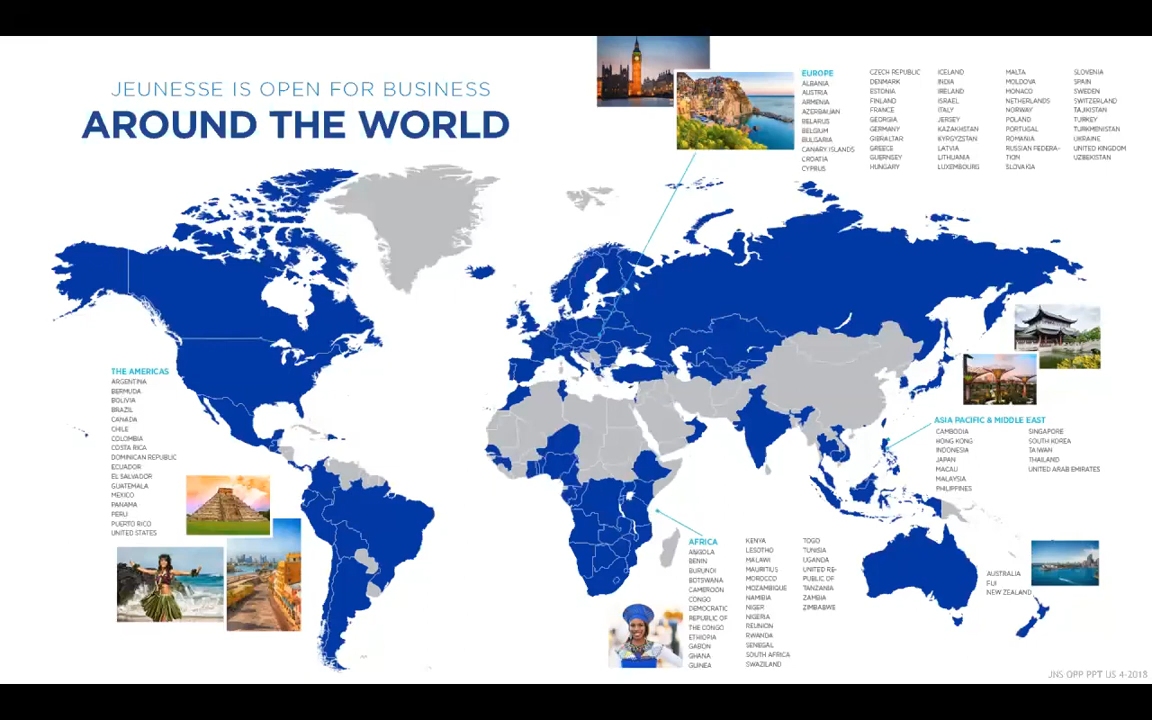 JEUNESSE IS OPEN FOR BUSINESS
AROUND THE WORLD
EUROPE
ALBANIA
AUSTRIA
ARMENIA
AZERBAIJAN
BELARUS
BELGIUM
BULGARIA
CANARY ISLANDS
CROATIA
CYPRUS
CZECH REPUBLIC
DENMARK
ESTONIA
FINLAND
FRANCE
GEORGIA
GERMANY
GIBRALTAR
GREECE
GUERNSEY
HUNGARY
ICELAND
INDIA
IRELAND
ISRAEL
ITALY
JERSEY
KAZAKHSTAN
KYRGYZSTAN
LATVIA
LITHUANIA
LUXEMBOURG
MALTA
MOLDOVA
MONACO
NETHERLANDS
NORWAY
POLAND
PORTUGAL
ROMANIA
RUSSIAN FEDERA-
TION
SLOVAKIA
SLOVENIA
SPAIN
SWEDEN
SWITZERLAND
TAJIKISTAN
TURKEY
TURKMENISTAN
UKRAINE
UNITED KINGDOM
UZBEKISTAN
THE AMERICAS
ARGENTINA
BERMUDA
BOLIVIA
BRAZIL
CANADA
CHILE
COLOMBIA
COSTA RICA
DOMINICAN REPUBLIC
ECUADOR
EL SALVADOR
GUATEMALA
MEXICO
PANAMA
PERU
PUERTO RICO
UNITED STATES
ASIA PACIFIC & MIDDLE EAST
CAMBODIA
HONG KONG
INDONESIA
JAPAN
MACAU
MALAYSIA
PHILIPPINES
SINGAPORE
SOUTH KOREA
TAIWAN
THAILAND
UNITED ARAB EMIRATES
AFRICA
ANGOLA
BENIN
BURUNDI
BOTSWANA
CAMEROON
CONGO
DEMOCRATIC
REPUBLIC OF
THE CONGO
ETHIOPIA
GABON
GHANA
GUINEA
KENYA
LESOTHO
MALAWI
MAURITIUS
MOROCCO
MOZAMBIQUE
NAMIBIA
NIGER
NIGERIA
REUNION
RWANDA
SENEGAL
SOUTH AFRICA
SWAZILAND
TOGO
TUNISIA
UGANDA
UNITED RE-
PUBLIC OF
TANZANIA
ZAMBIA
ZIMBABWE
AUSTRALIA
FIJI
NEW ZEALAND
JNS OPP PPT US 4-2018